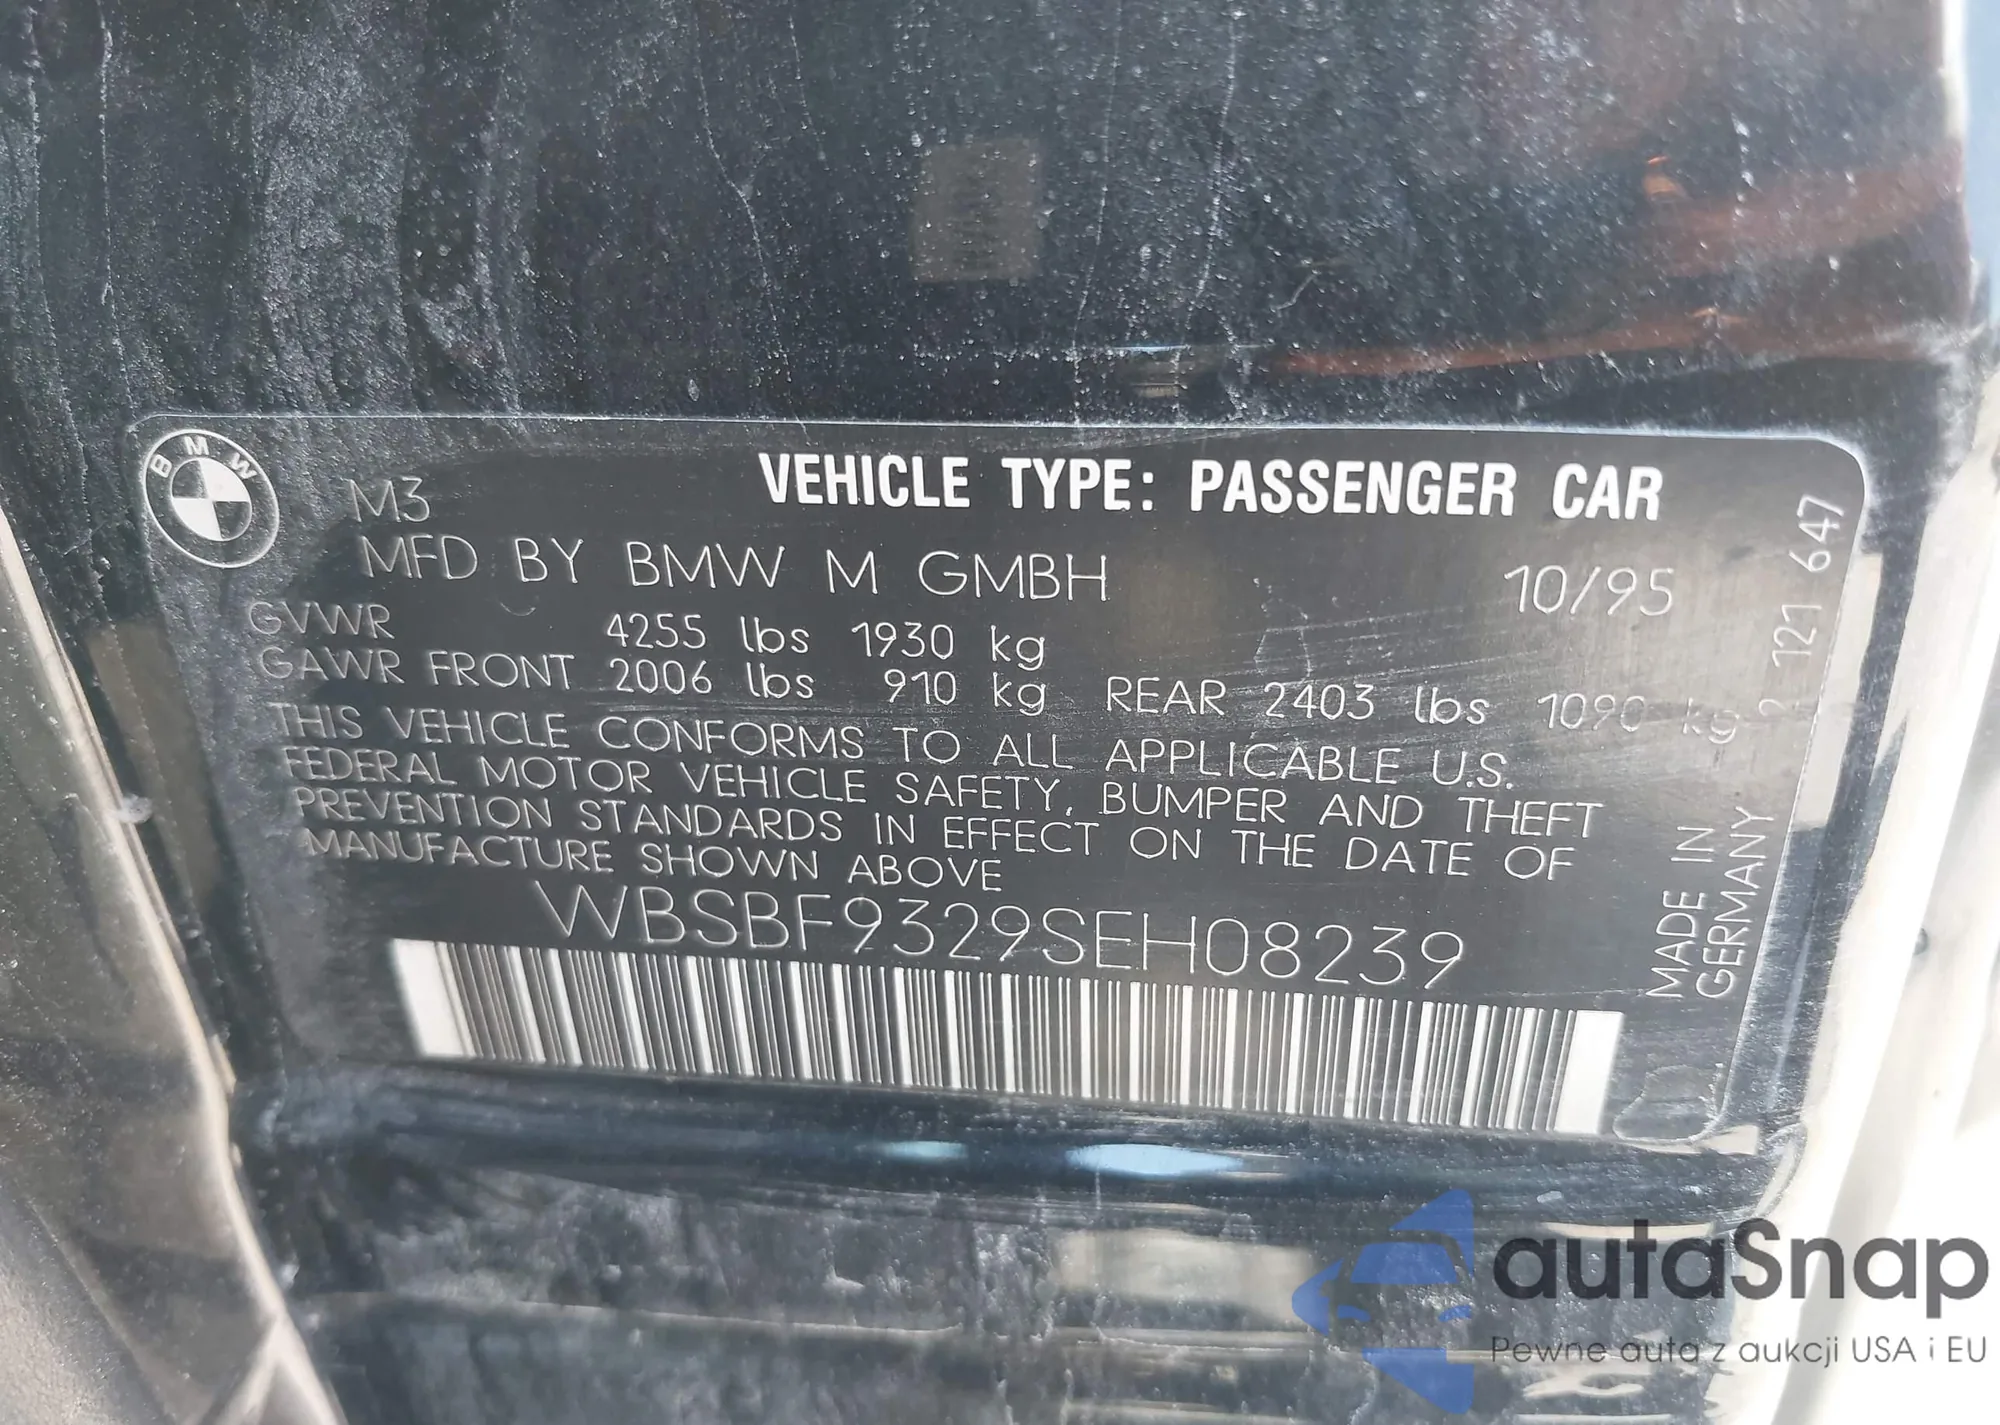 BMW
M3
VEHICLE TYPE: PASSENGER CAR
MFD BY BMW M GMBH 10/95
GVWR 4255 lbs 1930 kg
GAWR FRONT 2006 lbs 910 kg REAR 2403 lbs 1090 kg
THIS VEHICLE CONFORMS TO ALL APPLICABLE U.S.
FEDERAL MOTOR VEHICLE SAFETY, BUMPER AND THEFT
PREVENTION STANDARDS IN EFFECT ON THE DATE OF
MANUFACTURE SHOWN ABOVE
WBSBF9329SEH08239
MADE IN
GERMANY 2 121 647
autaSnap
Pewne auta z aukcji USA i EU